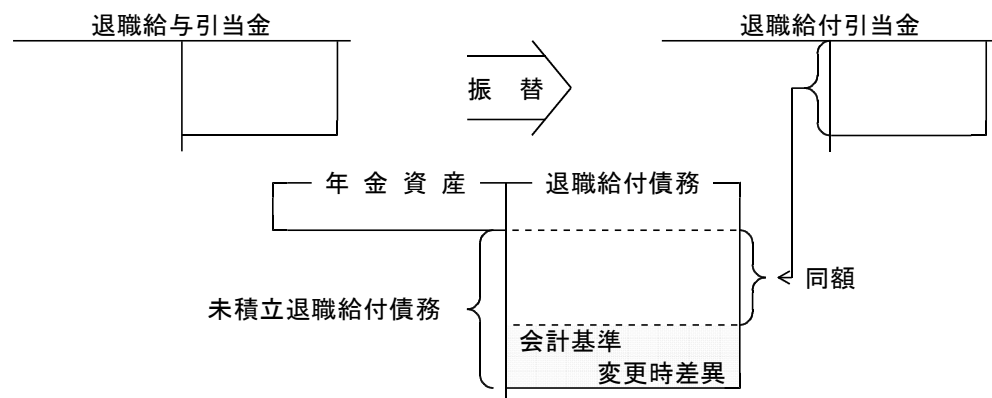 退職給与引当金
退職給付引当金
振 替
年 金 資 産
退職給付債務
同額
未積立退職給付債務
会計基準
変更時差異